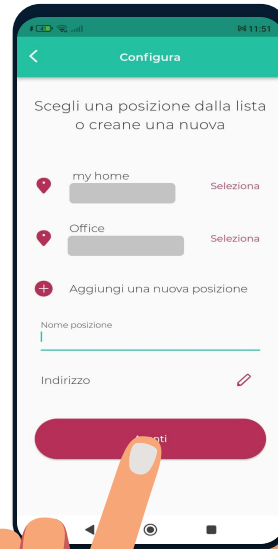 11:51
Configura
Scegli una posizione dalla lista
o creane una nuova
my home
Seleziona
Office
Seleziona
Aggiungi una nuova posizione
Nome posizione
Indirizzo